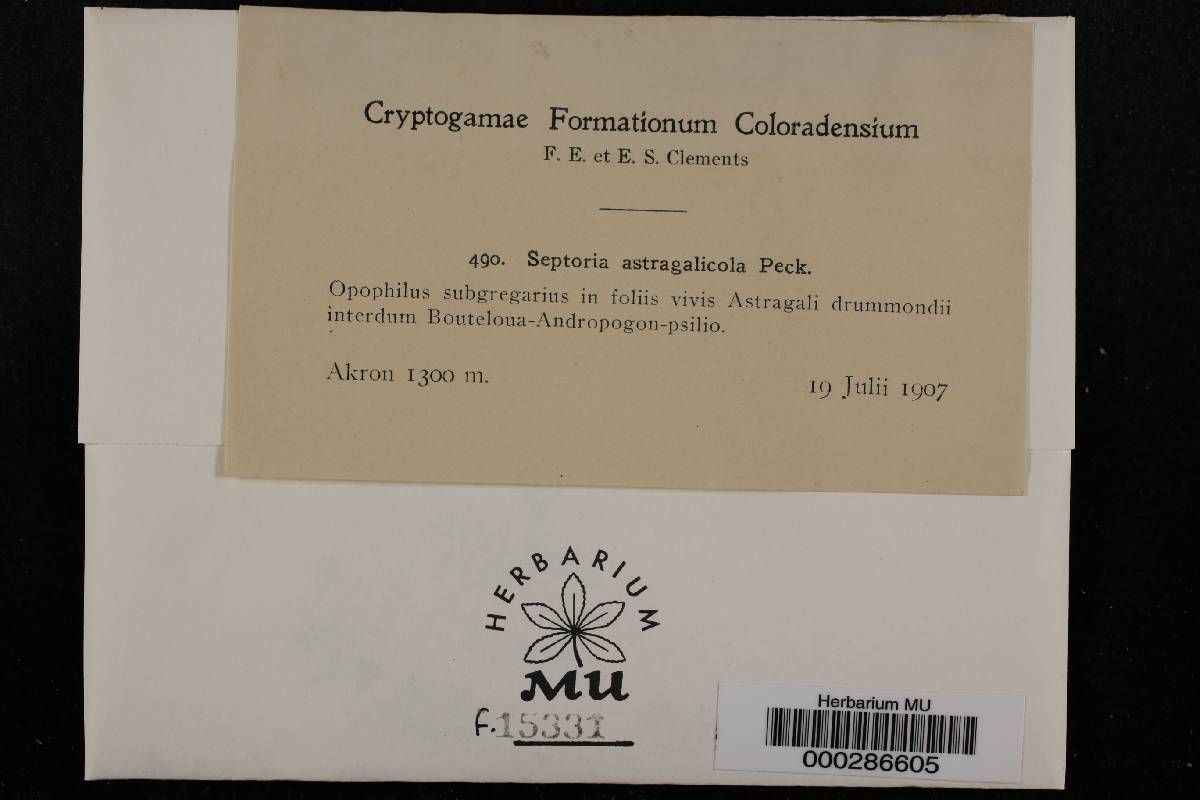 Cryptogamae Formationum Coloradensium
F. E. et E. S. Clements
490. Septoria astragalicola Peck.
Opophilus subgregarius in foliis vivis Astragali drummondii
interdum Bouteloua-Andropogon-psilio.
Akron 1300 m.
19 Julii 1907
HERBARIUM
MU
F.15331
Herbarium MU
000286605